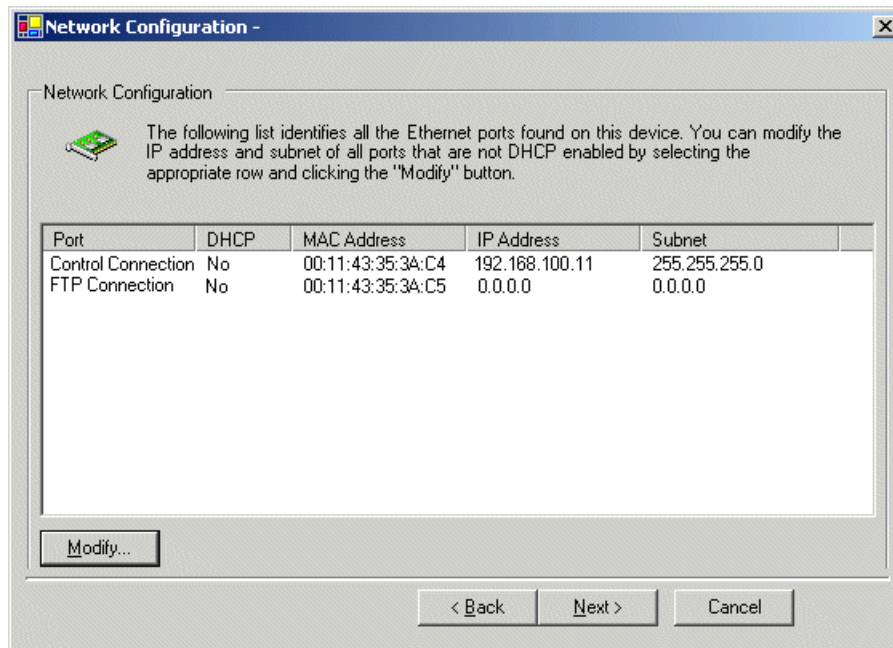 Network Configuration -
Network Configuration
The following list identifies all the Ethernet ports found on this device. You can modify the
IP address and subnet of all ports that are not DHCP enabled by selecting the
appropriate row and clicking the "Modify" button.
Port DHCP MAC Address IP Address Subnet
Control Connection No 00:11:43:35:3A:C4 192.168.100.11 255.255.255.0
FTP Connection No 00:11:43:35:3A:C5 0.0.0.0 0.0.0.0
Modify...
< Back Next > Cancel